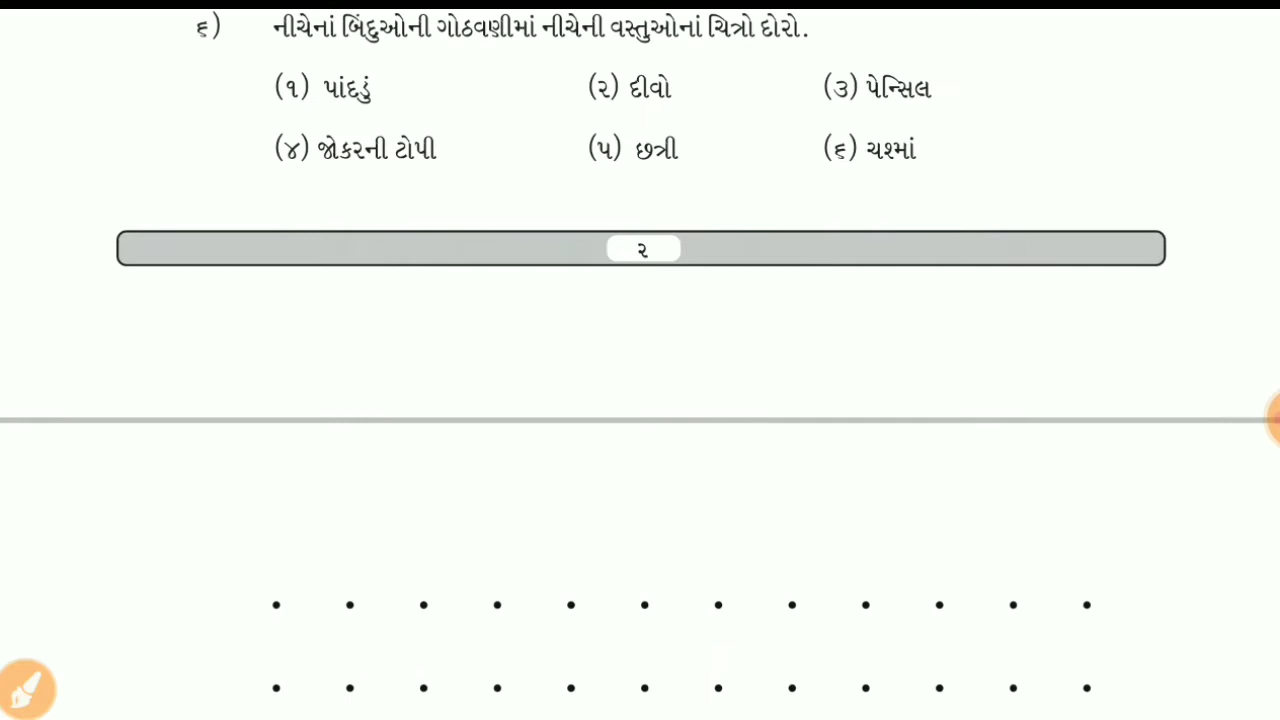 ૬) નીચેનાં બિંદુઓની ગોઠવણીમાં નીચેની વસ્તુઓનાં ચિત્રો દોરો.
(૧) પાંદડું (૨) દીવો (૩) પેન્સિલ
(૪) જોકરની ટોપી (૫) છત્રી (૬) ચશ્માં
૨